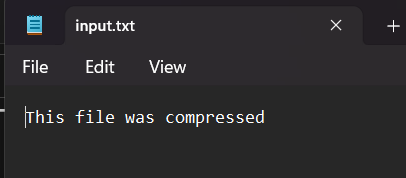 input.txt
File Edit View
This file was compressed